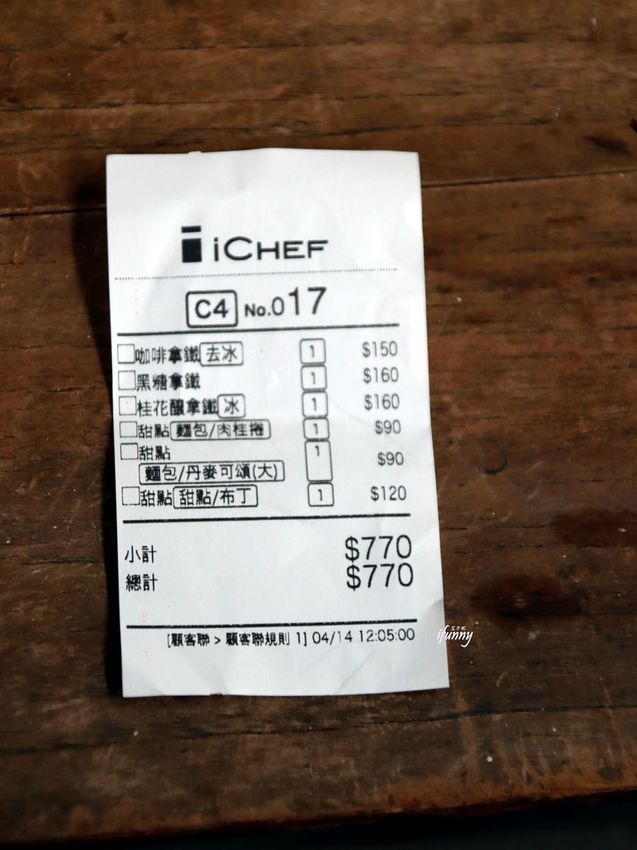 iCHEF
C4 No.017
咖啡拿鐵 去冰 1 $150
黑糖拿鐵 1 $160
桂花釀拿鐵 冰 1 $160
甜點 麵包/肉桂捲 1 $90
甜點 1
麵包/丹麥可頌(大) $90
甜點 甜點/布丁 1 $120
小計 $770
總計 $770
[顧客聯 > 顧客聯規則 1] 04/14 12:05:00
ifunny